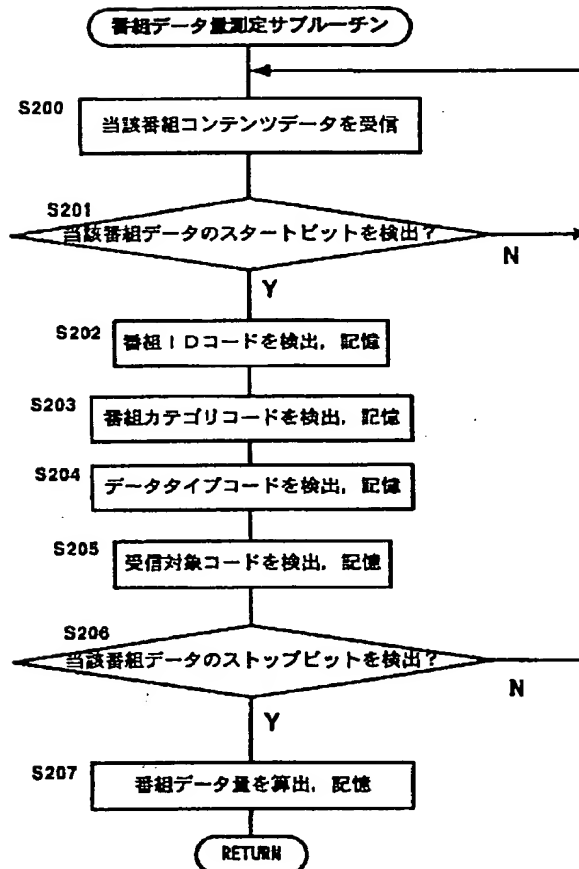 番組データ量測定サブルーチン
S200
当該番組コンテンツデータを受信
S201
当該番組データのスタートビットを検出?
N
Y
S202
番組IDコードを検出,記憶
S203
番組カテゴリコードを検出,記憶
S204
データタイプコードを検出,記憶
S205
受信対象コードを検出,記憶
S206
当該番組データのストップビットを検出?
N
Y
S207
番組データ量を算出,記憶
RETURN